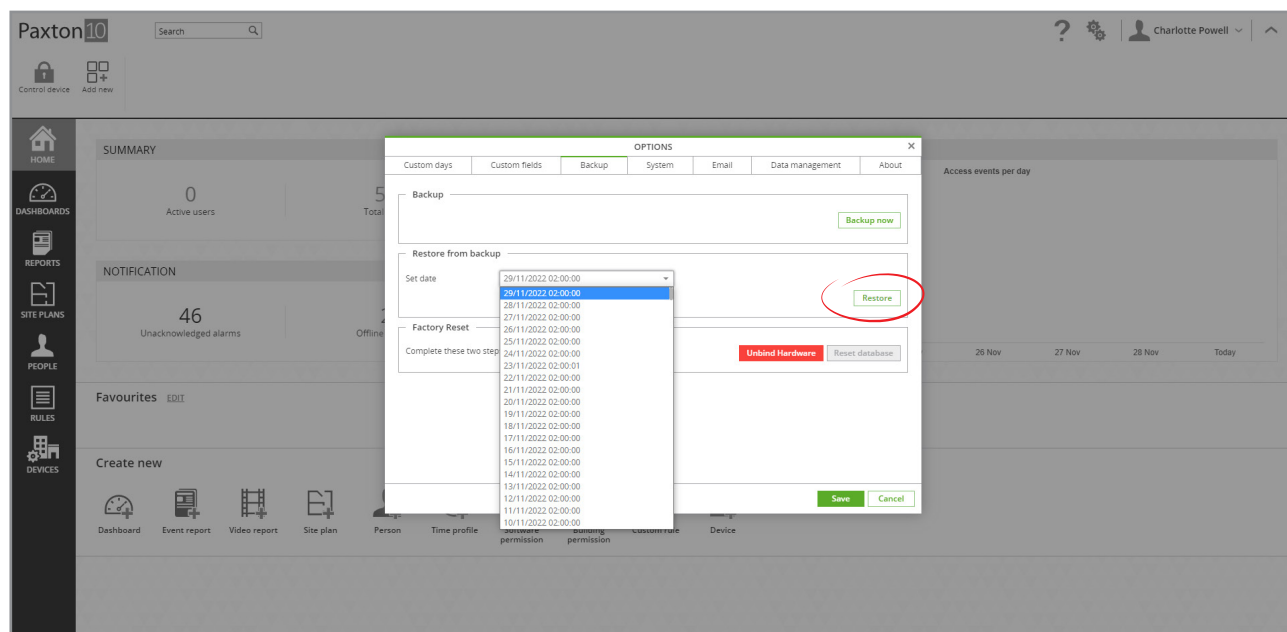 Paxton 10
Search
Charlotte Powell
Control device
Add new
HOME
DASHBOARDS
REPORTS
SITE PLANS
PEOPLE
RULES
DEVICES
SUMMARY
0
Active users
5
Total
NOTIFICATION
46
Unacknowledged alarms
Offline
Favourites EDIT
Create new
Dashboard
Event report
Video report
Site plan
Person
Time profile
Software permission
Building permission
Custom rule
Device
Access events per day
26 Nov
27 Nov
28 Nov
Today
OPTIONS
Custom days
Custom fields
Backup
System
Email
Data management
About
Backup
Backup now
Restore from backup
Set date
29/11/2022 02:00:00
29/11/2022 02:00:00
28/11/2022 02:00:00
27/11/2022 02:00:00
26/11/2022 02:00:00
25/11/2022 02:00:00
24/11/2022 02:00:00
23/11/2022 02:00:01
22/11/2022 02:00:00
21/11/2022 02:00:00
20/11/2022 02:00:00
19/11/2022 02:00:00
18/11/2022 02:00:00
17/11/2022 02:00:00
16/11/2022 02:00:00
15/11/2022 02:00:00
14/11/2022 02:00:00
13/11/2022 02:00:00
12/11/2022 02:00:00
11/11/2022 02:00:00
10/11/2022 02:00:00
Restore
Factory Reset
Complete these two step
Unbind Hardware
Reset database
Save
Cancel